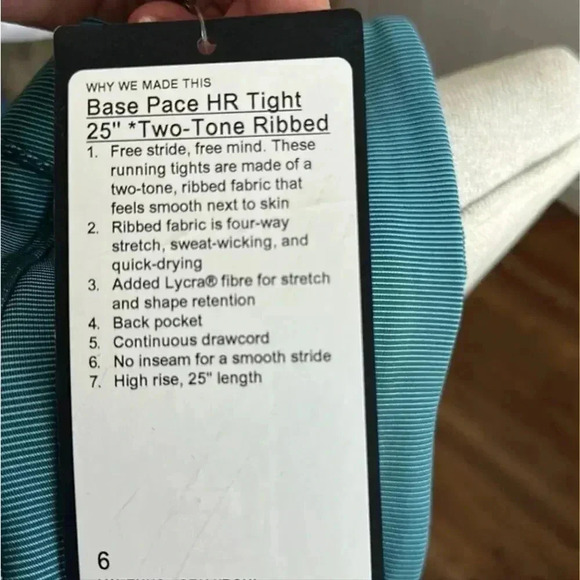 WHY WE MADE THIS
Base Pace HR Tight
25" *Two-Tone Ribbed
1. Free stride, free mind. These
running tights are made of a
two-tone, ribbed fabric that
feels smooth next to skin
2. Ribbed fabric is four-way
stretch, sweat-wicking, and
quick-drying
3. Added Lycra® fibre for stretch
and shape retention
4. Back pocket
5. Continuous drawcord
6. No inseam for a smooth stride
7. High rise, 25" length
6